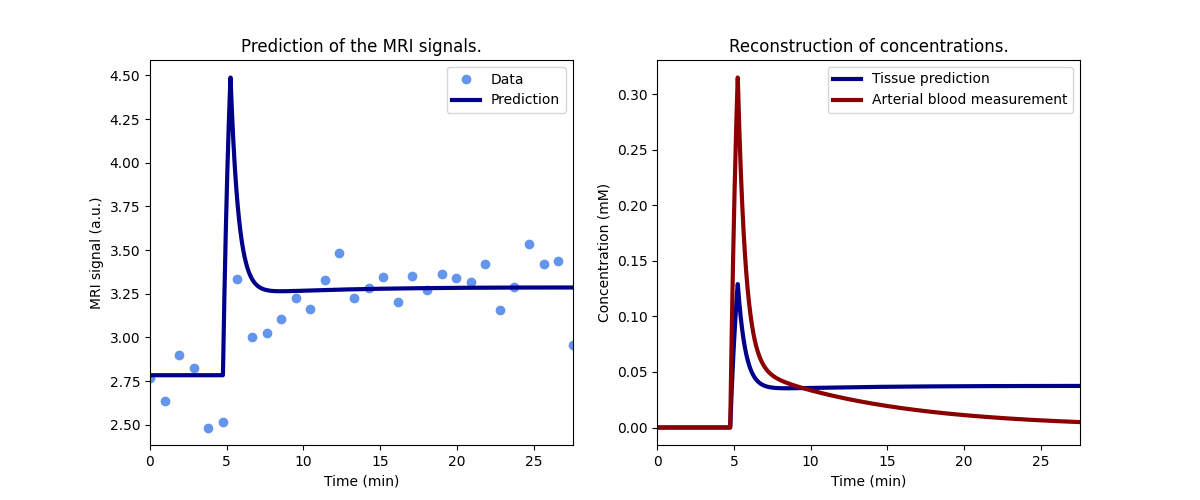 Prediction of the MRI signals.
MRI signal (a.u.)
4.50
4.25
4.00
3.75
3.50
3.25
3.00
2.75
2.50
Data
Prediction
0
5
10
15
20
25
Time (min)
Reconstruction of concentrations.
Concentration (mM)
0.30
0.25
0.20
0.15
0.10
0.05
0.00
Tissue prediction
Arterial blood measurement
0
5
10
15
20
25
Time (min)